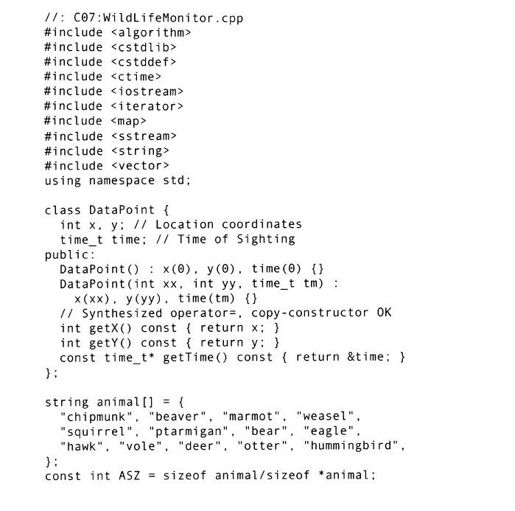 //: C07:WildLifeMonitor.cpp
#include <algorithm>
#include <cstdlib>
#include <cstddef>
#include <ctime>
#include <iostream>
#include <iterator>
#include <map>
#include <sstream>
#include <string>
#include <vector>
using namespace std;

class DataPoint {
  int x, y; // Location coordinates
  time_t time; // Time of Sighting
public:
  DataPoint() : x(0), y(0), time(0) {}
  DataPoint(int xx, int yy, time_t tm) :
    x(xx), y(yy), time(tm) {}
  // Synthesized operator=, copy-constructor OK
  int getX() const { return x; }
  int getY() const { return y; }
  const time_t* getTime() const { return &time; }
};

string animal[] = {
  "chipmunk", "beaver", "marmot", "weasel",
  "squirrel", "ptarmigan", "bear", "eagle",
  "hawk", "vole", "deer", "otter", "hummingbird",
};
const int ASZ = sizeof animal/sizeof *animal;